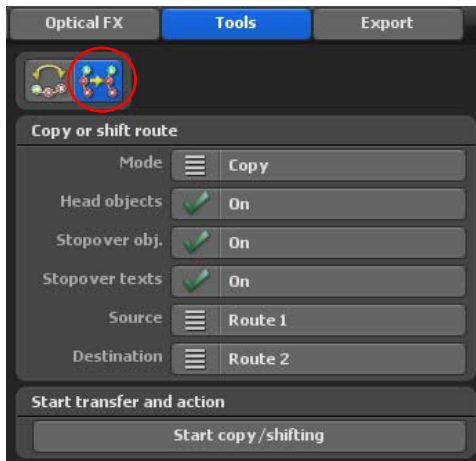 Optical FX Tools Export
Copy or shift route
Mode Copy
Head objects On
Stopover obj. On
Stopover texts On
Source Route 1
Destination Route 2
Start transfer and action
Start copy/shifting